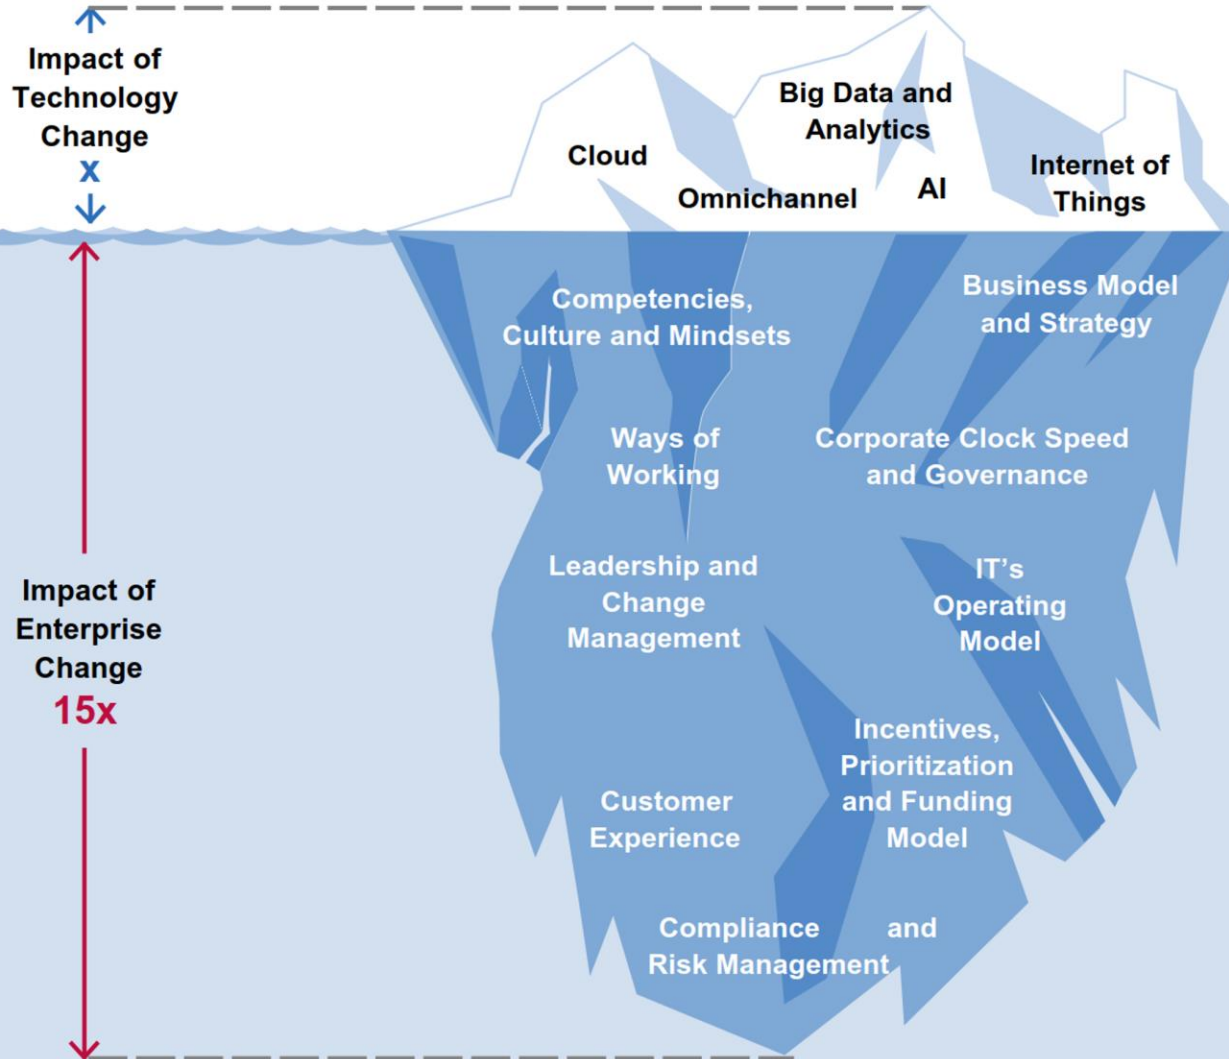 Impact of
Technology
Change
x
Big Data and
Analytics
Cloud
Omnichannel
AI
Internet of
Things
Impact of
Enterprise
Change
15x
Competencies,
Culture and Mindsets
Business Model
and Strategy
Ways of
Working
Corporate Clock Speed
and Governance
Leadership and
Change
Management
IT's
Operating
Model
Customer
Experience
Incentives,
Prioritization
and Funding
Model
Compliance and
Risk Management